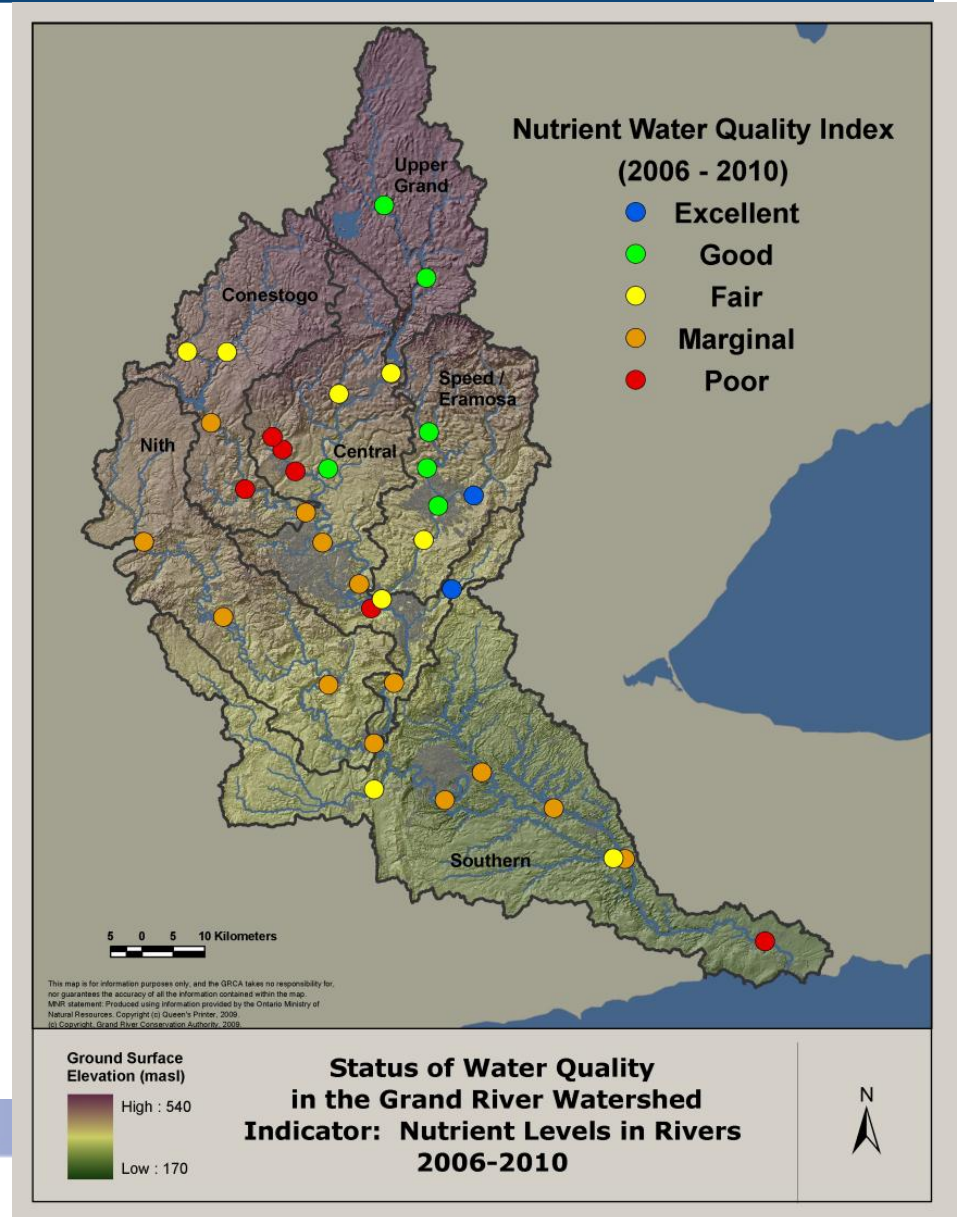 Nutrient Water Quality Index
(2006 - 2010)
Excellent
Good
Fair
Marginal
Poor
Upper
Grand
Conestogo
Speed /
Eramosa
Nith
Central
Southern
5 0 5 10 Kilometers
This map is for information purposes only, and the GRCA takes no responsibility for,
nor guarantees the accuracy of all the information contained within the map.
MNR statement: Produced using information provided by the Ontario Ministry of
Natural Resources. Copyright (c) Queen's Printer, 2009.
(c) Copyright, Grand River Conservation Authority, 2009.
Ground Surface
Elevation (masl)
High : 540
Low : 170
Status of Water Quality
in the Grand River Watershed
Indicator: Nutrient Levels in Rivers
2006-2010
N